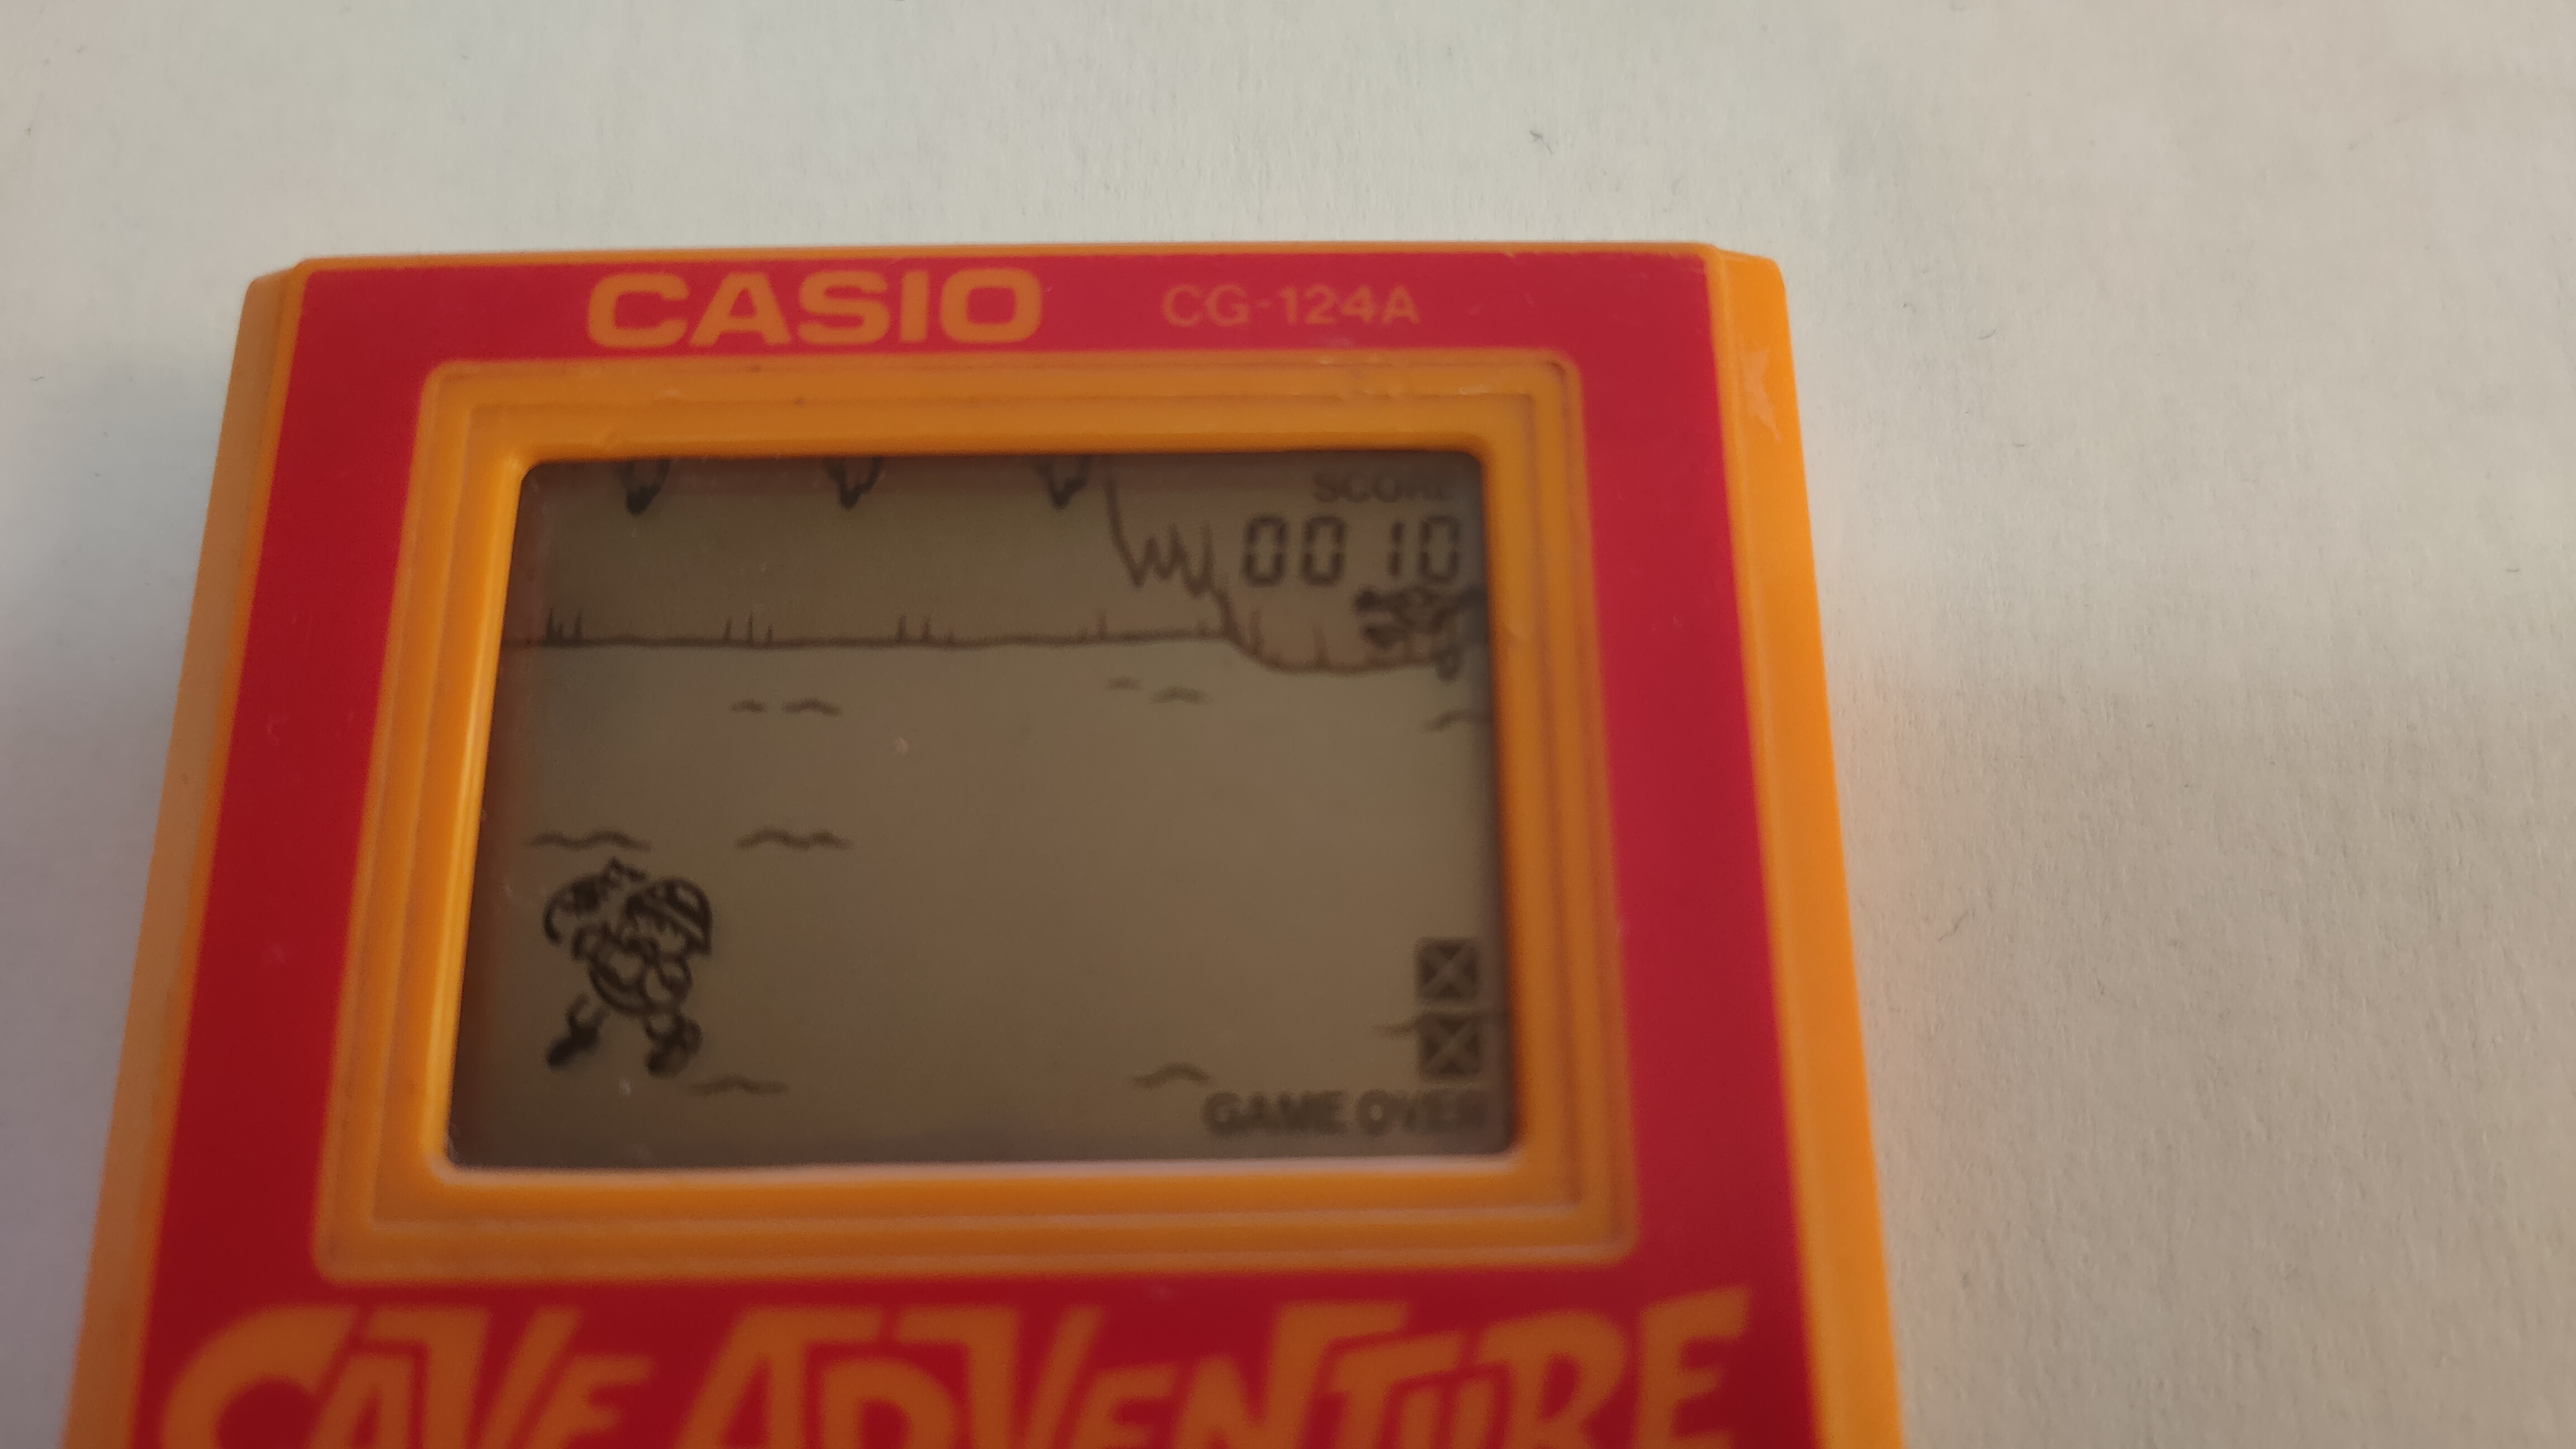 CASIO CG-124A
SCORE
0010
GAME OVER
CAVE ADVENTURE